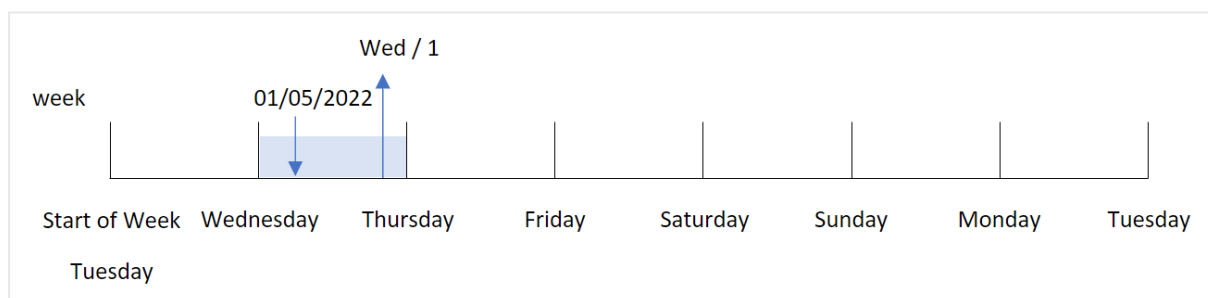 Wed / 1
week 01/05/2022
Start of Week Wednesday Thursday Friday Saturday Sunday Monday Tuesday
Tuesday